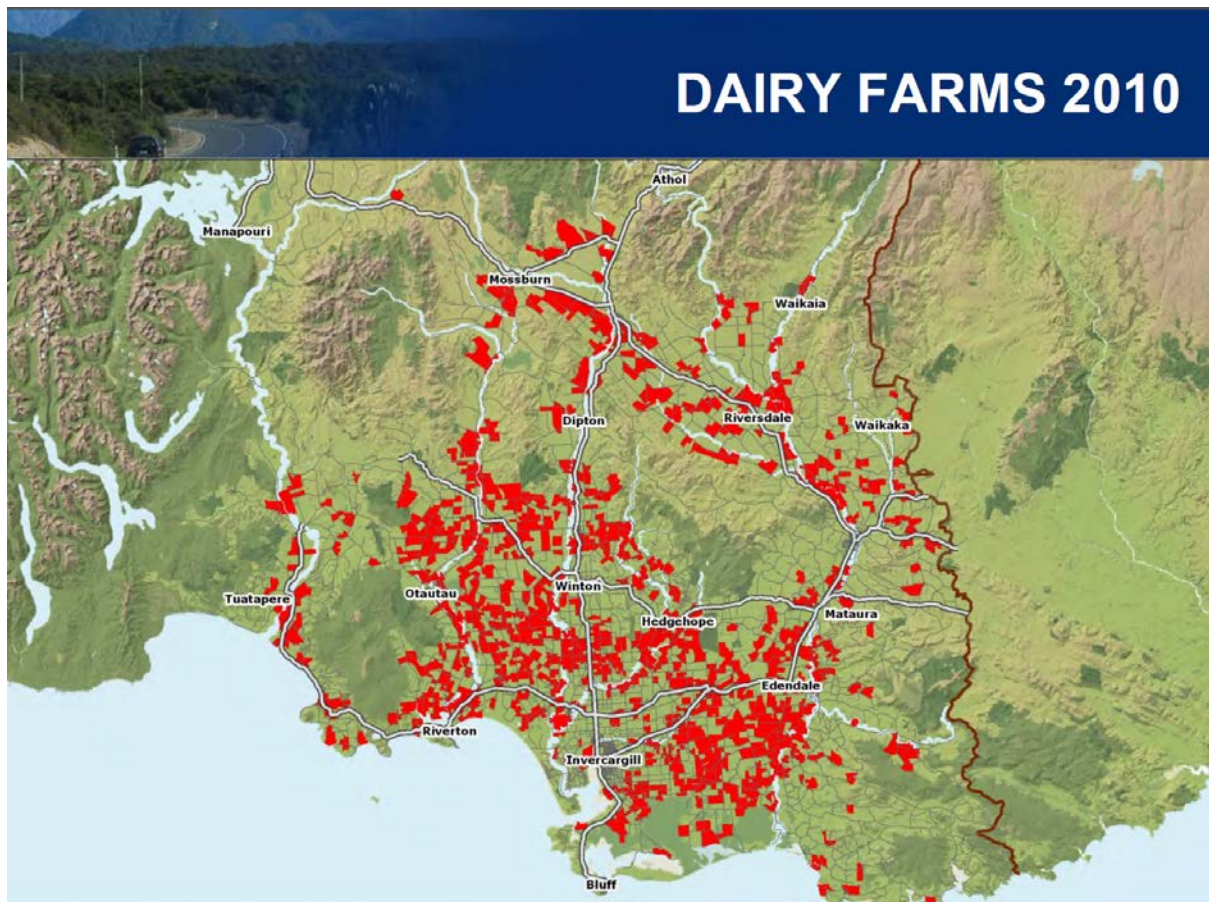 DAIRY FARMS 2010
Athol
Manapouri
Mossburn
Waikaia
Dipton
Riversdale
Waikaka
Otautau
Winton
Tuatapere
Hedgehope
Mataura
Edendale
Riverton
Invercargill
Bluff